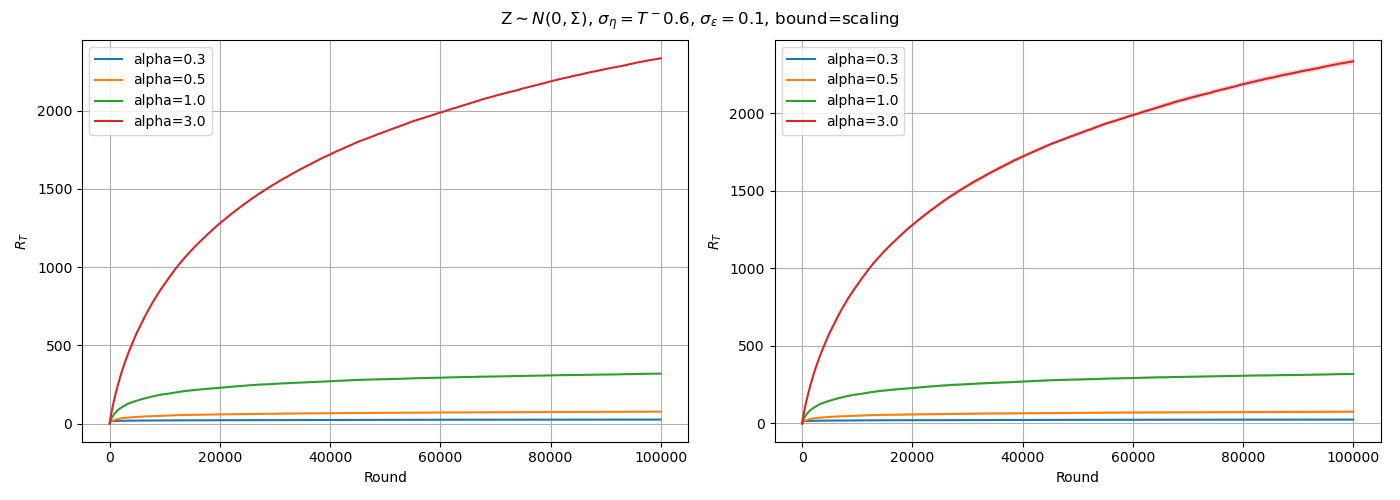 Z ~ N(0, Σ), σ_η = T⁻0.6, σ_ε = 0.1, bound=scaling
alpha=0.3
alpha=0.5
alpha=1.0
alpha=3.0
2000
1500
1000
500
0
R_T
0 20000 40000 60000 80000 100000
Round
alpha=0.3
alpha=0.5
alpha=1.0
alpha=3.0
2000
1500
1000
500
0
R_T
0 20000 40000 60000 80000 100000
Round